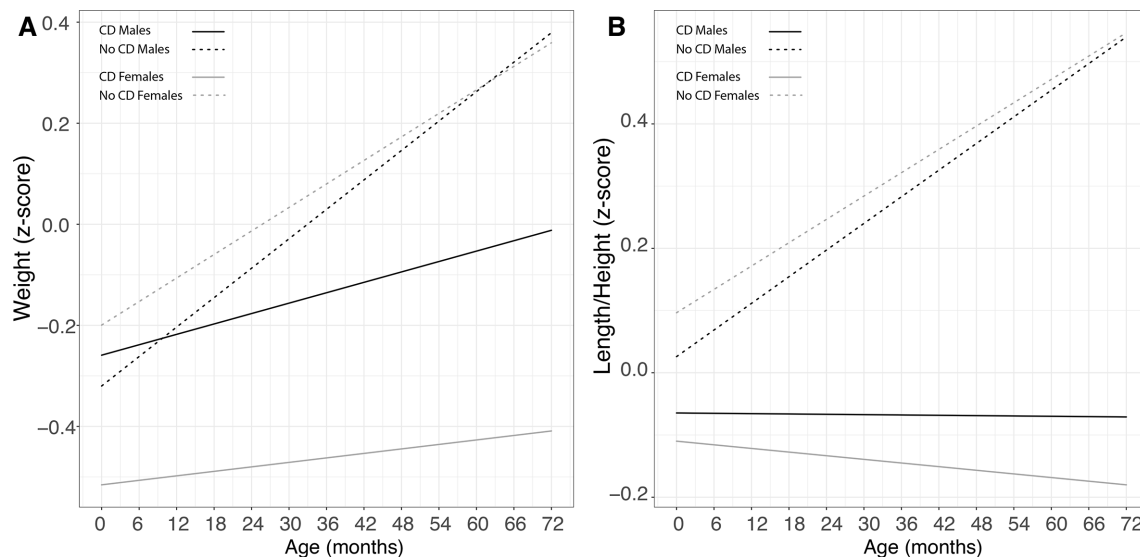 A
CD Males
No CD Males
CD Females
No CD Females
0.4
0.2
0.0
−0.2
−0.4
Weight (z-score)
0 6 12 18 24 30 36 42 48 54 60 66 72
Age (months)
B
CD Males
No CD Males
CD Females
No CD Females
0.4
0.2
0.0
−0.2
Length/Height (z-score)
0 6 12 18 24 30 36 42 48 54 60 66 72
Age (months)